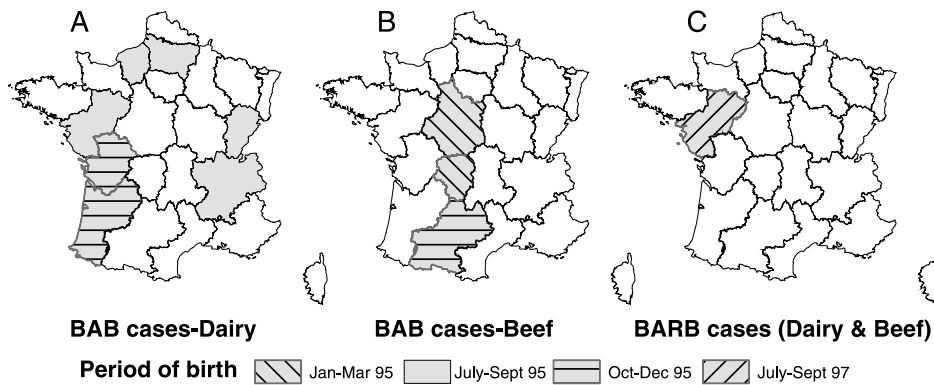 A B C
BAB cases-Dairy BAB cases-Beef BARB cases (Dairy & Beef)
Period of birth Jan-Mar 95 July-Sept 95 Oct-Dec 95 July-Sept 97